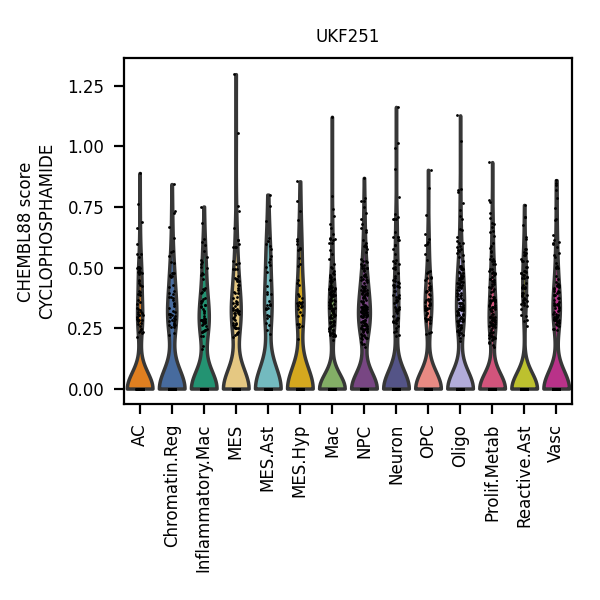 UKF251
CHEMBL88 score
CYCLOPHOSPHAMIDE
1.25
1.00
0.75
0.50
0.25
0.00
AC
Chromatin.Reg
Inflammatory.Mac
MES
MES.Ast
MES.Hyp
Mac
NPC
Neuron
OPC
Oligo
Prolif.Metab
Reactive.Ast
Vasc